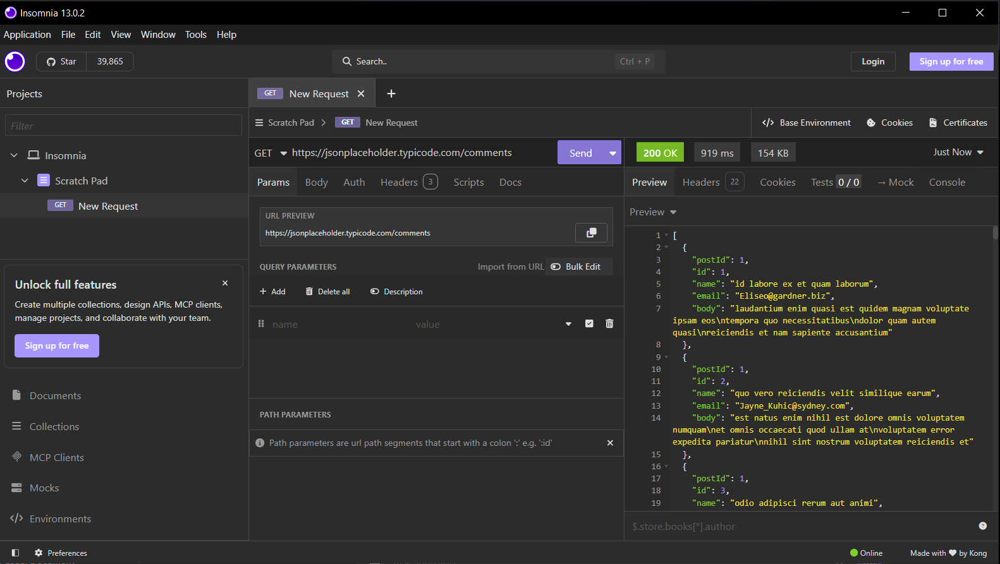 Insomnia 13.0.2
Application File Edit View Window Tools Help
Star 39,865 Search.. Ctrl + P Login Sign up for free
Projects
GET New Request
Filter
Scratch Pad GET New Request Base Environment Cookies Certificates
Insomnia
Scratch Pad
GET New Request
GET https://jsonplaceholder.typicode.com/comments Send 200 OK 919 ms 154 KB Just Now
Params Body Auth Headers 3 Scripts Docs
Preview Headers 22 Cookies Tests 0 / 0 → Mock Console
URL PREVIEW
https://jsonplaceholder.typicode.com/comments
QUERY PARAMETERS Import from URL Bulk Edit
Add Delete all Description
name value
PATH PARAMETERS
Path parameters are url path segments that start with a colon ':' e.g. ':id'
Preview
1 [
2 {
3 "postId": 1,
4 "id": 1,
5 "name": "id labore ex et quam laborum",
6 "email": "Eliseo@gardner.biz",
7 "body": "laudantium enim quasi est quidem magnam voluptate
ipsam eos\ntempora quo necessitatibus\ndolor quam autem
quasi\nreiciendis et nam sapiente accusantium"
8 },
9 {
10 "postId": 1,
11 "id": 2,
12 "name": "quo vero reiciendis velit similique earum",
13 "email": "Jayne_Kuhic@sydney.com",
14 "body": "est natus enim nihil est dolore omnis voluptatem
numquam\net omnis occaecati quod ullam at\nvoluptatem error
expedita pariatur\nnihil sint nostrum voluptatem reiciendis et"
15 },
16 {
17 "postId": 1,
18 "id": 3,
19 "name": "odio adipisci rerum aut animi",
$.store.books[*].author
Unlock full features
Create multiple collections, design APIs, MCP clients,
manage projects, and collaborate with your team.
Sign up for free
Documents
Collections
MCP Clients
Mocks
Environments
Preferences
Online Made with ♥ by Kong